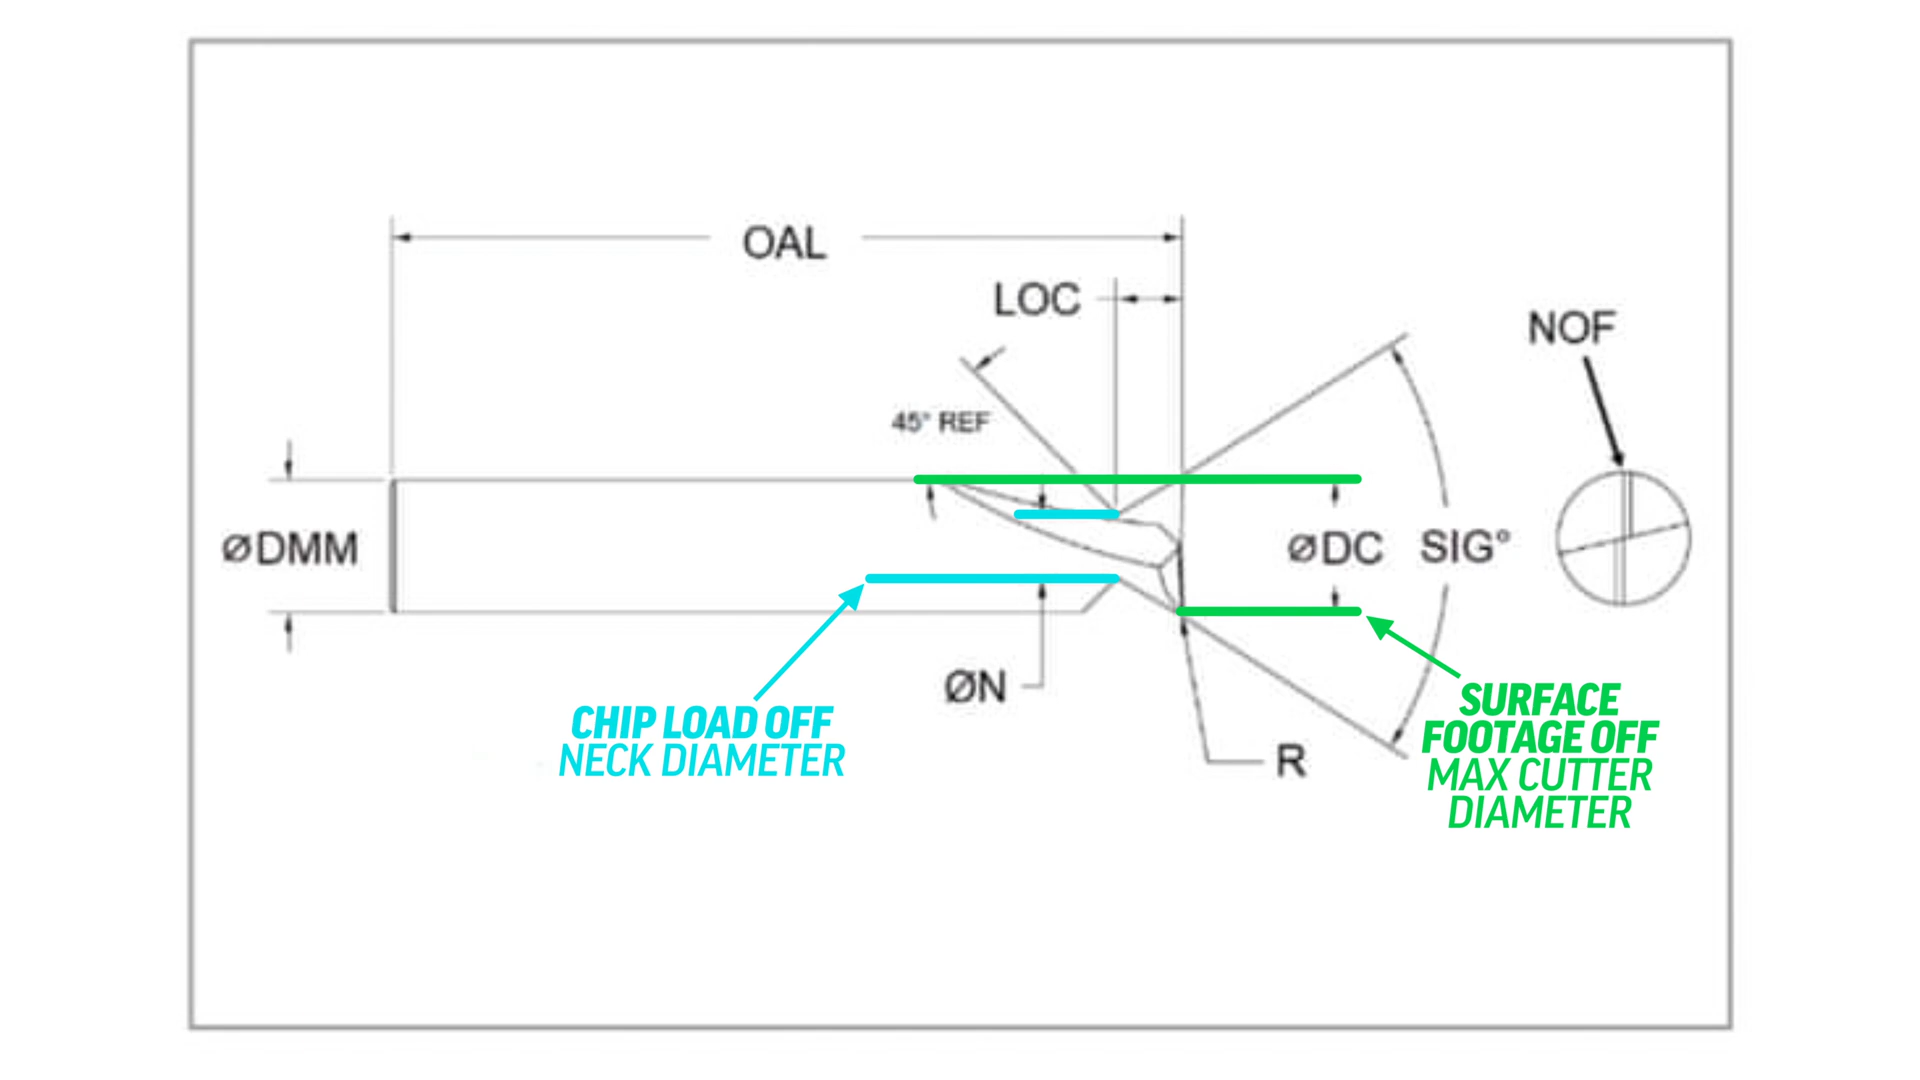 OAL
LOC
NOF
45° REF
ØDMM
ØDC
SIG°
ØN
CHIP LOAD OFF
NECK DIAMETER
SURFACE
FOOTAGE OFF
MAX CUTTER
DIAMETER
R